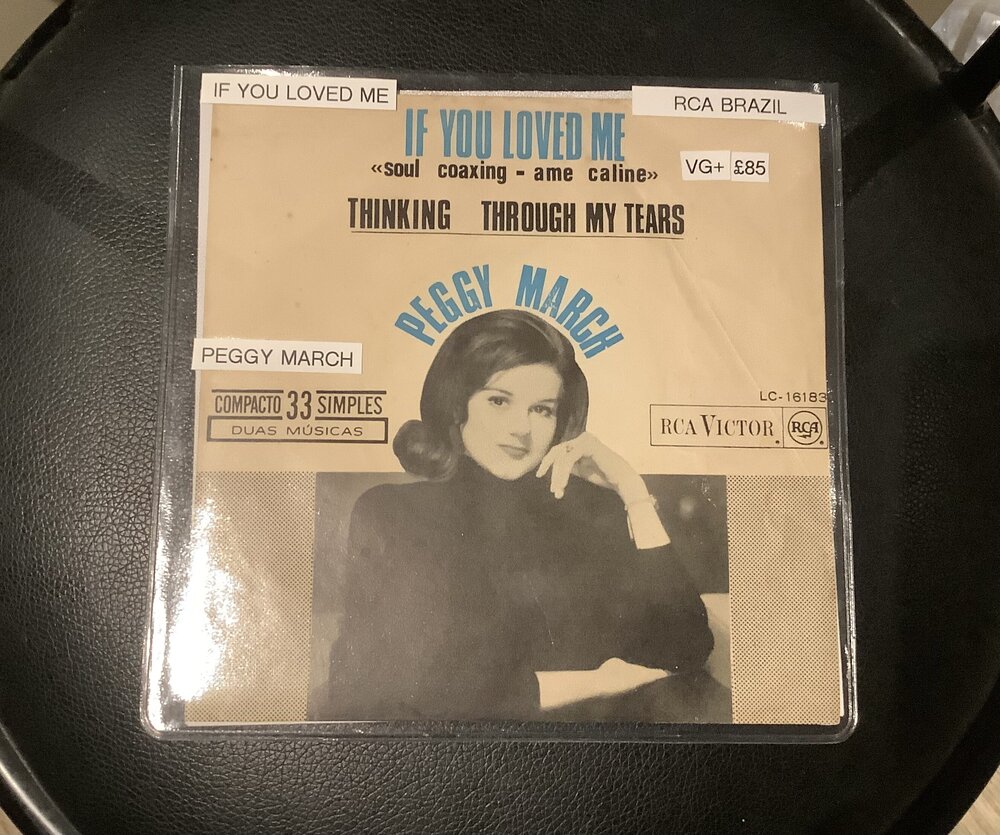 IF YOU LOVED ME
RCA BRAZIL
IF YOU LOVED ME
«soul coaxing - ame caline»
VG+ £85
THINKING THROUGH MY TEARS
PEGGY MARCH
PEGGY MARCH
COMPACTO 33 SIMPLES
DUAS MÚSICAS
LC-16183
RCA VICTOR
RCA